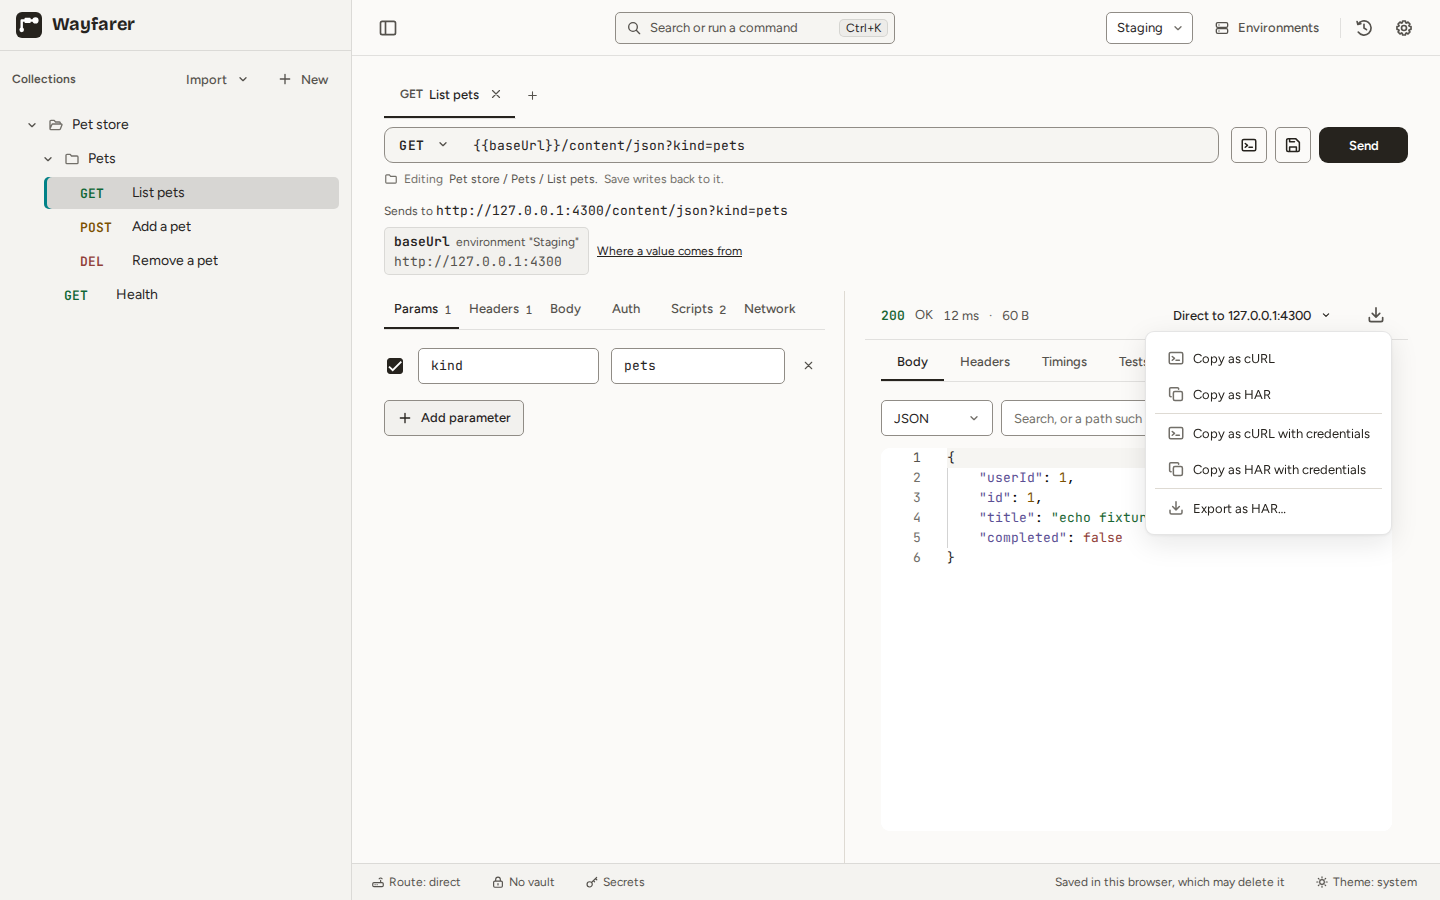 Wayfarer
Search or run a command
Ctrl+K
Staging
Environments
Collections
Import
New
Pet store
Pets
GET List pets
POST Add a pet
DEL Remove a pet
GET Health
GET List pets
GET
{{baseUrl}}/content/json?kind=pets
Send
Editing Pet store / Pets / List pets. Save writes back to it.
Sends to http://127.0.0.1:4300/content/json?kind=pets
baseUrl environment "Staging"
http://127.0.0.1:4300
Where a value comes from
Params 1
Headers 1
Body
Auth
Scripts 2
Network
kind
pets
Add parameter
200 OK 12 ms · 60 B
Direct to 127.0.0.1:4300
Body
Headers
Timings
Tests
JSON
Search, or a path such
1 {
2 "userId": 1,
3 "id": 1,
4 "title": "echo fixtur
5 "completed": false
6 }
Copy as cURL
Copy as HAR
Copy as cURL with credentials
Copy as HAR with credentials
Export as HAR...
Route: direct
No vault
Secrets
Saved in this browser, which may delete it
Theme: system